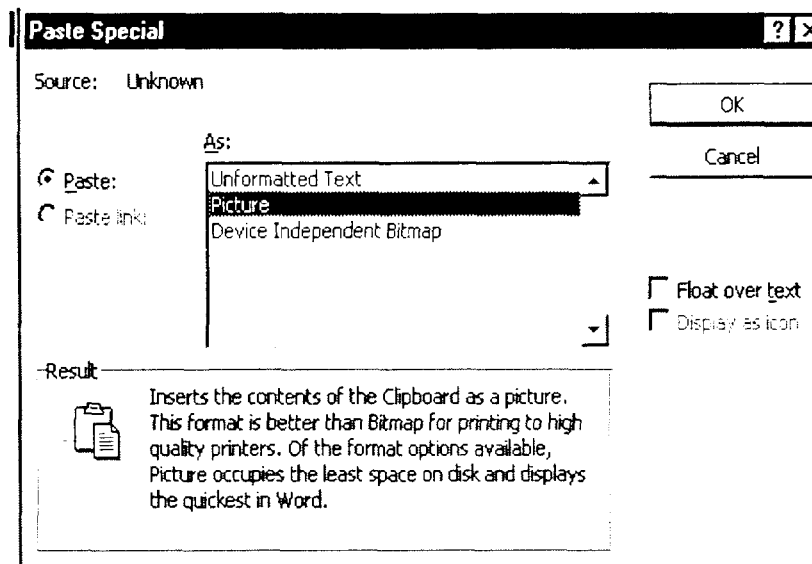 Paste Special
Source: Unknown
OK
As:
Cancel
Paste:
Unformatted Text
Picture
Paste link:
Device Independent Bitmap
Float over text
Display as icon
Result
Inserts the contents of the Clipboard as a picture.
This format is better than Bitmap for printing to high
quality printers. Of the format options available,
Picture occupies the least space on disk and displays
the quickest in Word.